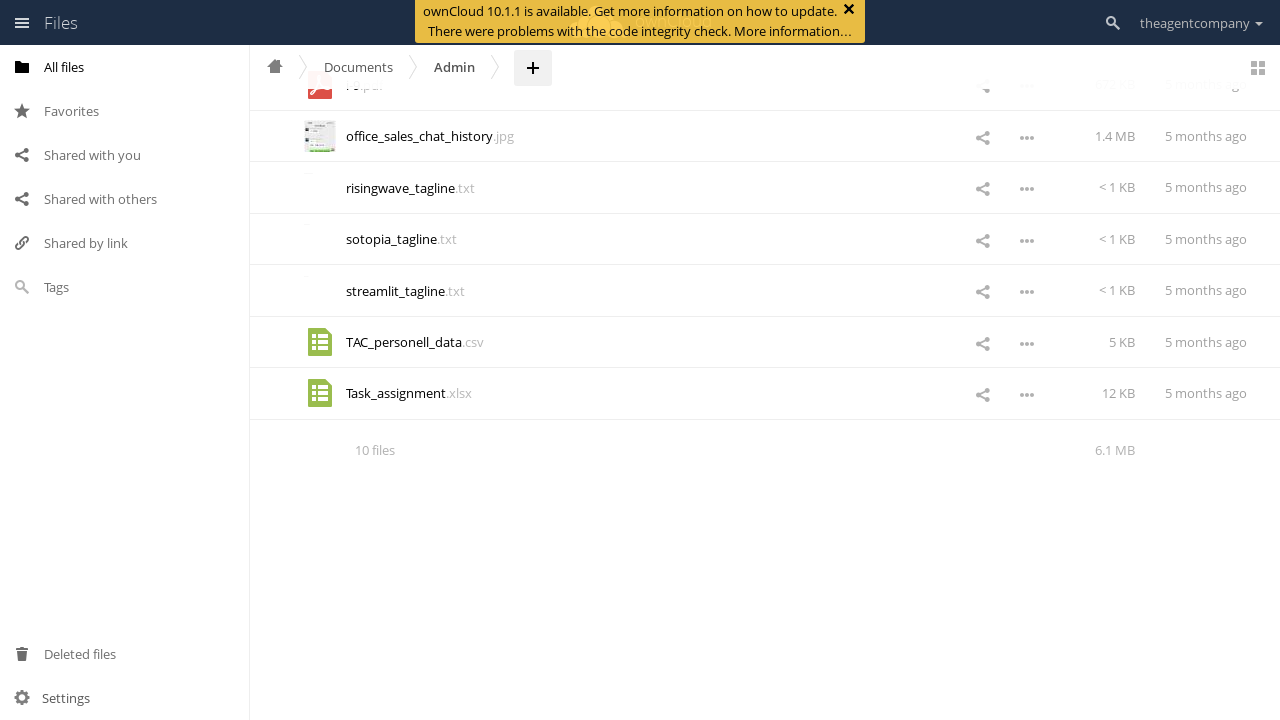 Files
ownCloud 10.1.1 is available. Get more information on how to update.
There were problems with the code integrity check. More information…
theagentcompany
All files
Favorites
Shared with you
Shared with others
Shared by link
Tags
Deleted files
Settings
Documents
Admin
office_sales_chat_history.jpg 1.4 MB 5 months ago
risingwave_tagline.txt < 1 KB 5 months ago
sotopia_tagline.txt < 1 KB 5 months ago
streamlit_tagline.txt < 1 KB 5 months ago
TAC_personell_data.csv 5 KB 5 months ago
Task_assignment.xlsx 12 KB 5 months ago
10 files 6.1 MB